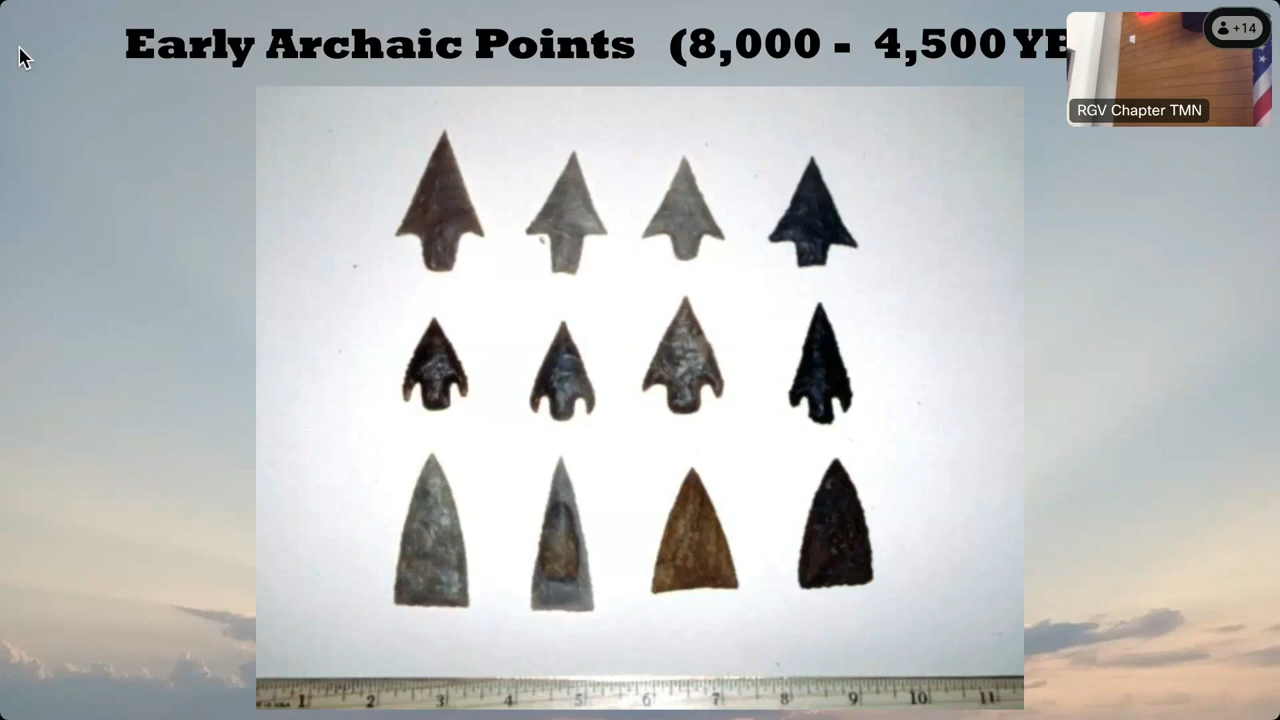 Early Archaic Points (8,000 - 4,500 YE
+14
RGV Chapter TMN
1 2 3 4 5 6 7 8 9 10 11